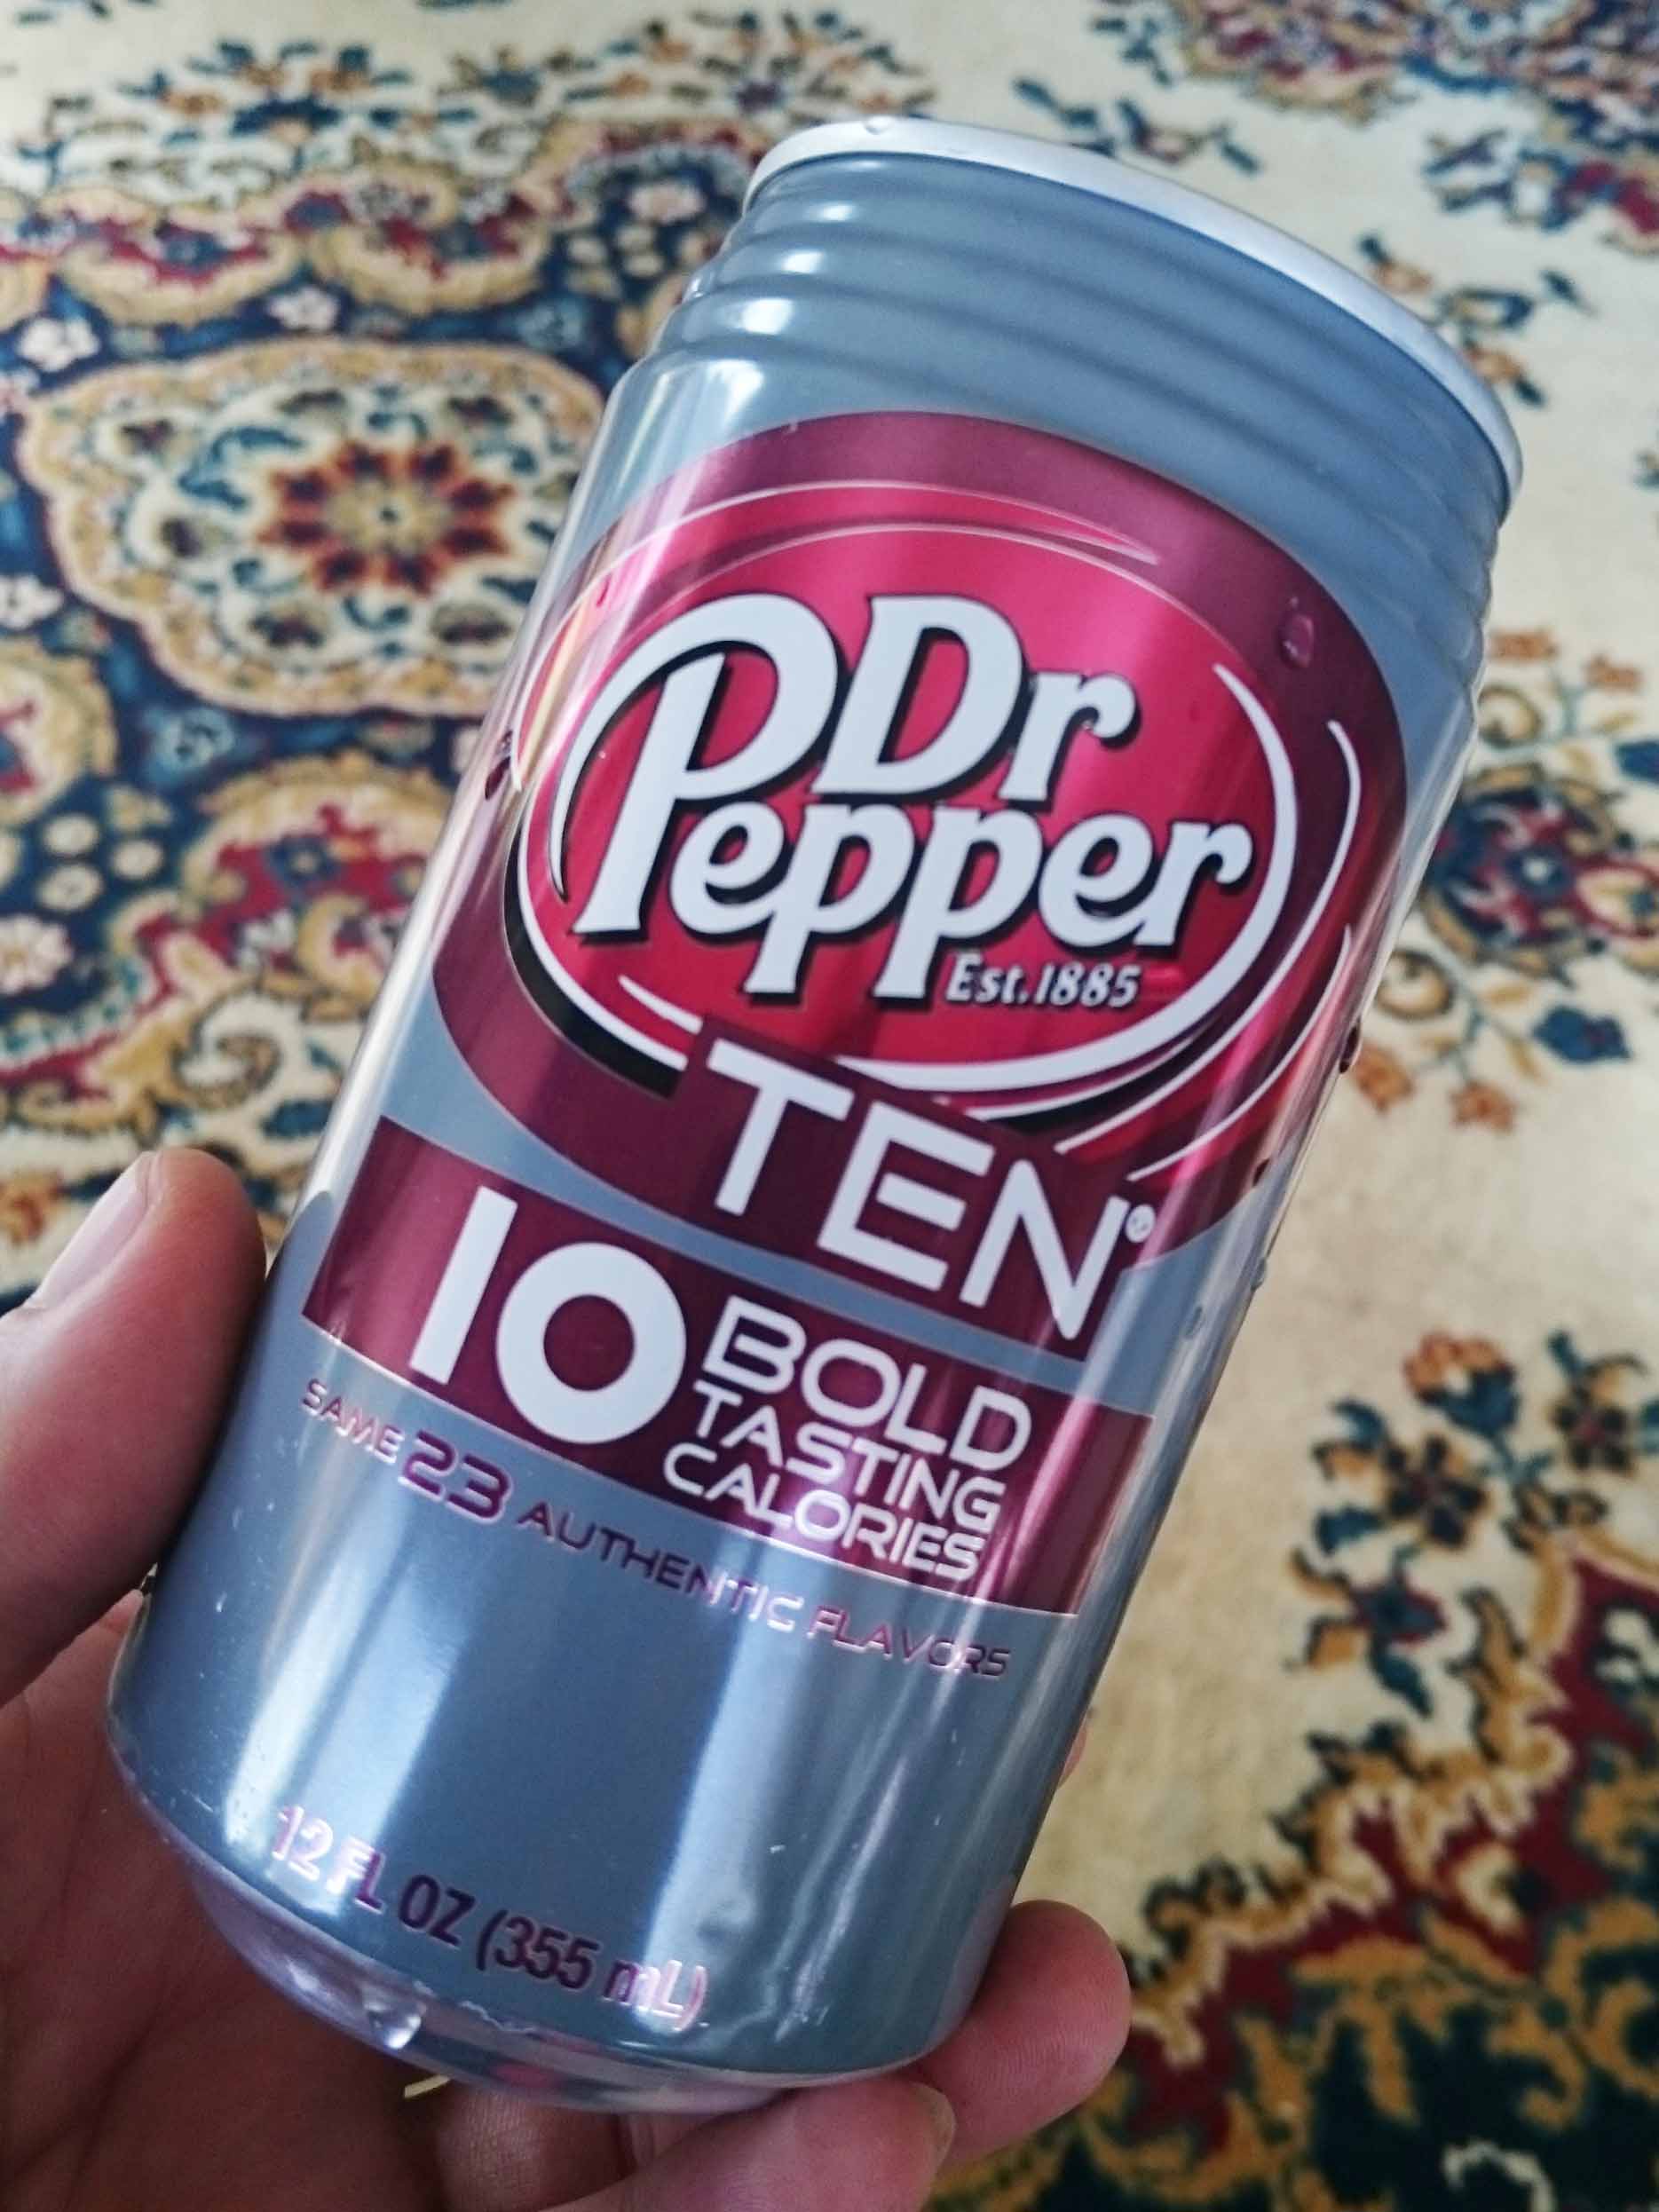 Dr
Pepper
Est. 1885
TEN®
10 BOLD
TASTING
CALORIES
SAME 23 AUTHENTIC FLAVORS
12 FL OZ (355 mL)